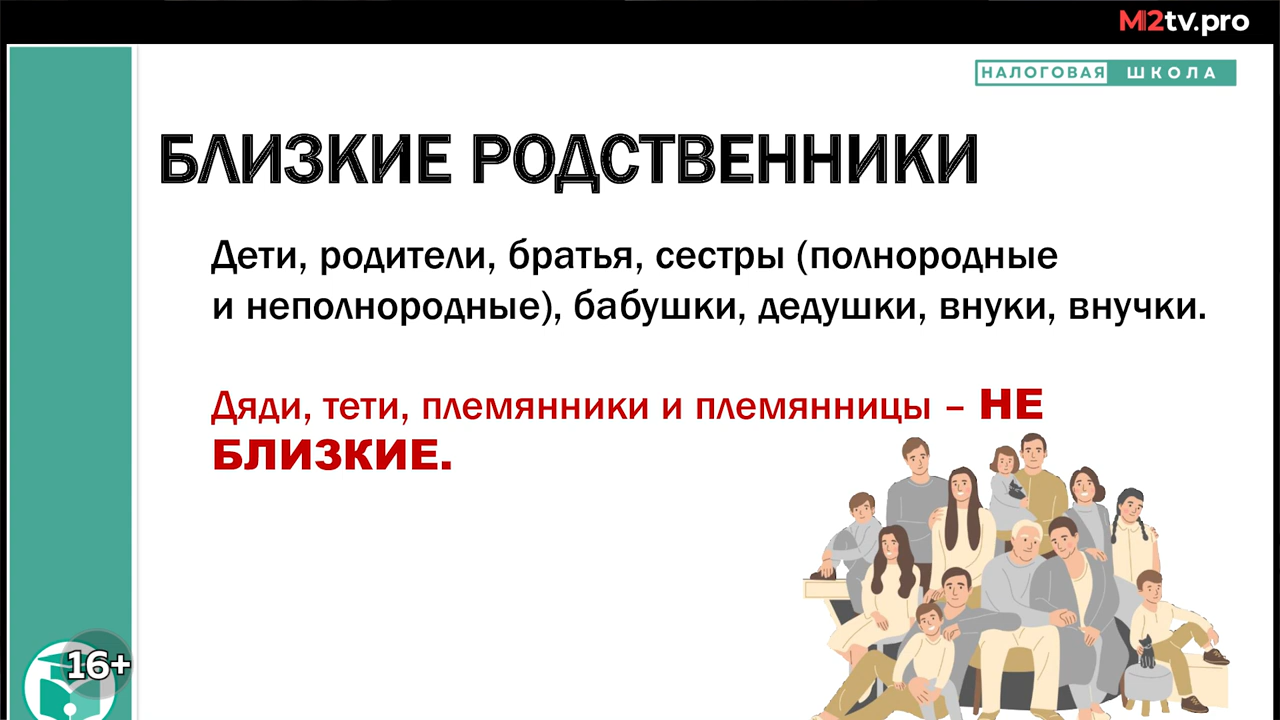 M2tv.pro
НАЛОГОВАЯ ШКОЛА
БЛИЗКИЕ РОДСТВЕННИКИ
Дети, родители, братья, сестры (полнородные
и неполнородные), бабушки, дедушки, внуки, внучки.
Дяди, тети, племянники и племянницы – НЕ
БЛИЗКИЕ.
16+